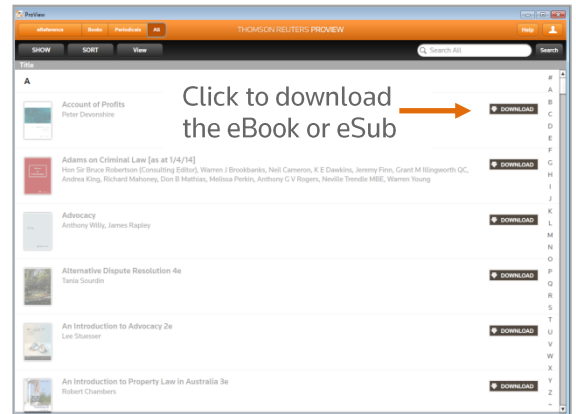 ProView
eReference Books Periodicals All THOMSON REUTERS PROVIEW Help
SHOW SORT View Search All Search
Title
A
Click to download
the eBook or eSub
Account of Profits
Peter Devonshire
DOWNLOAD
Adams on Criminal Law [as at 1/4/14]
Hon Sir Bruce Robertson (Consulting Editor), Warren J Brookbanks, Neil Cameron, K E Dawkins, Jeremy Finn, Grant M Illingworth QC,
Andrea King, Richard Mahoney, Don B Mathias, Melissa Perkin, Anthony G V Rogers, Neville Trendle MBE, Warren Young
DOWNLOAD
Advocacy
Anthony Willy, James Rapley
DOWNLOAD
Alternative Dispute Resolution 4e
Tania Sourdin
DOWNLOAD
An Introduction to Advocacy 2e
Lee Stuesser
DOWNLOAD
An Introduction to Property Law in Australia 3e
Robert Chambers
DOWNLOAD
#
A
B
C
D
E
F
G
H
I
J
K
L
M
N
O
P
Q
R
S
T
U
V
W
X
Y
Z
~